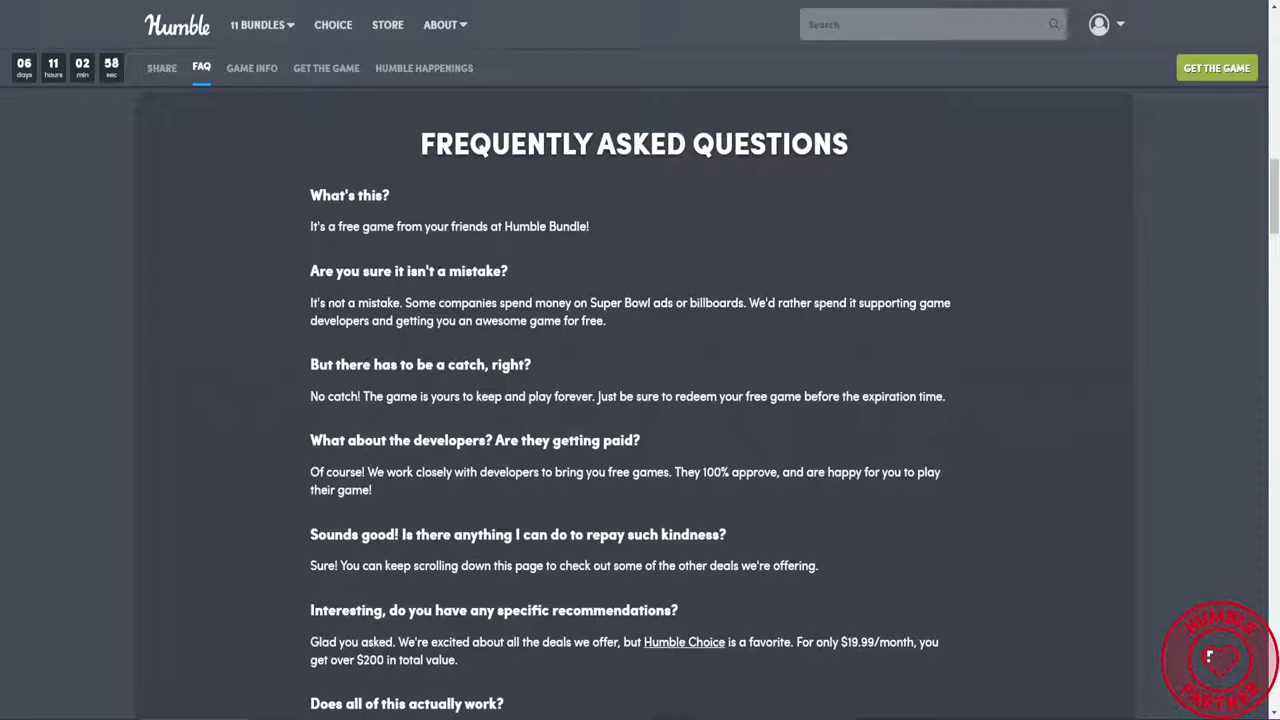 Humble
11 BUNDLES
CHOICE
STORE
ABOUT
Search
06 11 02 58
days hours min sec
SHARE
FAQ
GAME INFO
GET THE GAME
HUMBLE HAPPENINGS
GET THE GAME
FREQUENTLY ASKED QUESTIONS
What's this?
It's a free game from your friends at Humble Bundle!
Are you sure it isn't a mistake?
It's not a mistake. Some companies spend money on Super Bowl ads or billboards. We'd rather spend it supporting game
developers and getting you an awesome game for free.
But there has to be a catch, right?
No catch! The game is yours to keep and play forever. Just be sure to redeem your free game before the expiration time.
What about the developers? Are they getting paid?
Of course! We work closely with developers to bring you free games. They 100% approve, and are happy for you to play
their game!
Sounds good! Is there anything I can do to repay such kindness?
Sure! You can keep scrolling down this page to check out some of the other deals we're offering.
Interesting, do you have any specific recommendations?
Glad you asked. We're excited about all the deals we offer, but Humble Choice is a favorite. For only $19.99/month, you
get over $200 in total value.
Does all of this actually work?
HUMBLE
PARTNER